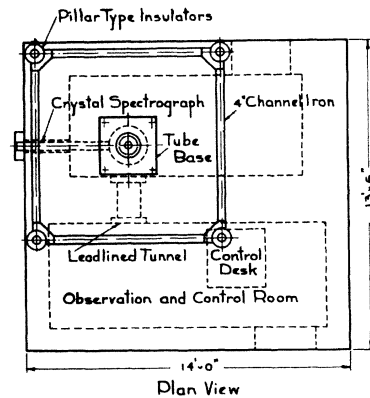 Pillar Type Insulators
Crystal Spectrograph
4" Channel Iron
Tube
Base
Leadlined Tunnel
Control
Desk
Observation and Control Room
14'-0"
Plan View